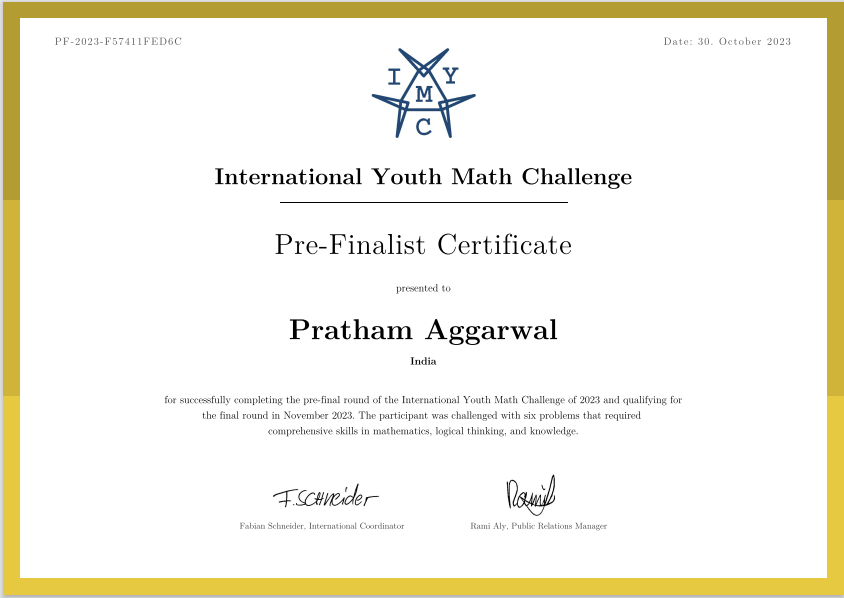 PF-2023-F57411FED6C
Date: 30. October 2023
I Y
M
C
International Youth Math Challenge
Pre-Finalist Certificate
presented to
Pratham Aggarwal
India
for successfully completing the pre-final round of the International Youth Math Challenge of 2023 and qualifying for
the final round in November 2023. The participant was challenged with six problems that required
comprehensive skills in mathematics, logical thinking, and knowledge.
F. Schneider
Fabian Schneider, International Coordinator
Rami Aly, Public Relations Manager